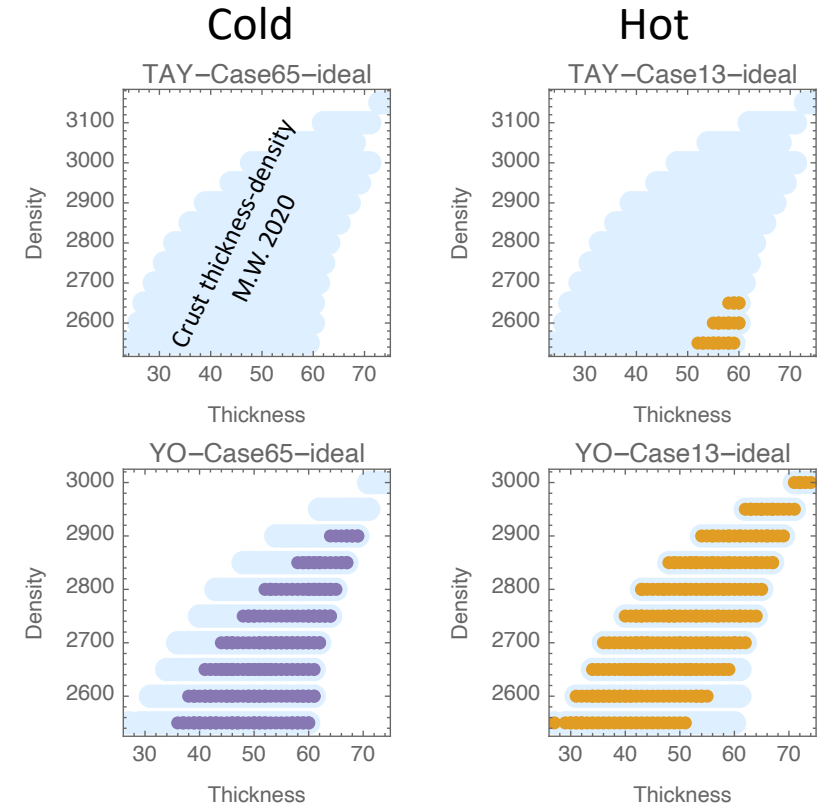 Cold
Hot
TAY–Case65–ideal
TAY–Case13–ideal
Density
3100
3000
2900
2800
2700
2600
Crust thickness-density
M.W. 2020
30 40 50 60 70
Thickness
Density
3100
3000
2900
2800
2700
2600
30 40 50 60 70
Thickness
YO–Case65–ideal
YO–Case13–ideal
Density
3000
2900
2800
2700
2600
30 40 50 60 70
Thickness
Density
3000
2900
2800
2700
2600
30 40 50 60 70
Thickness